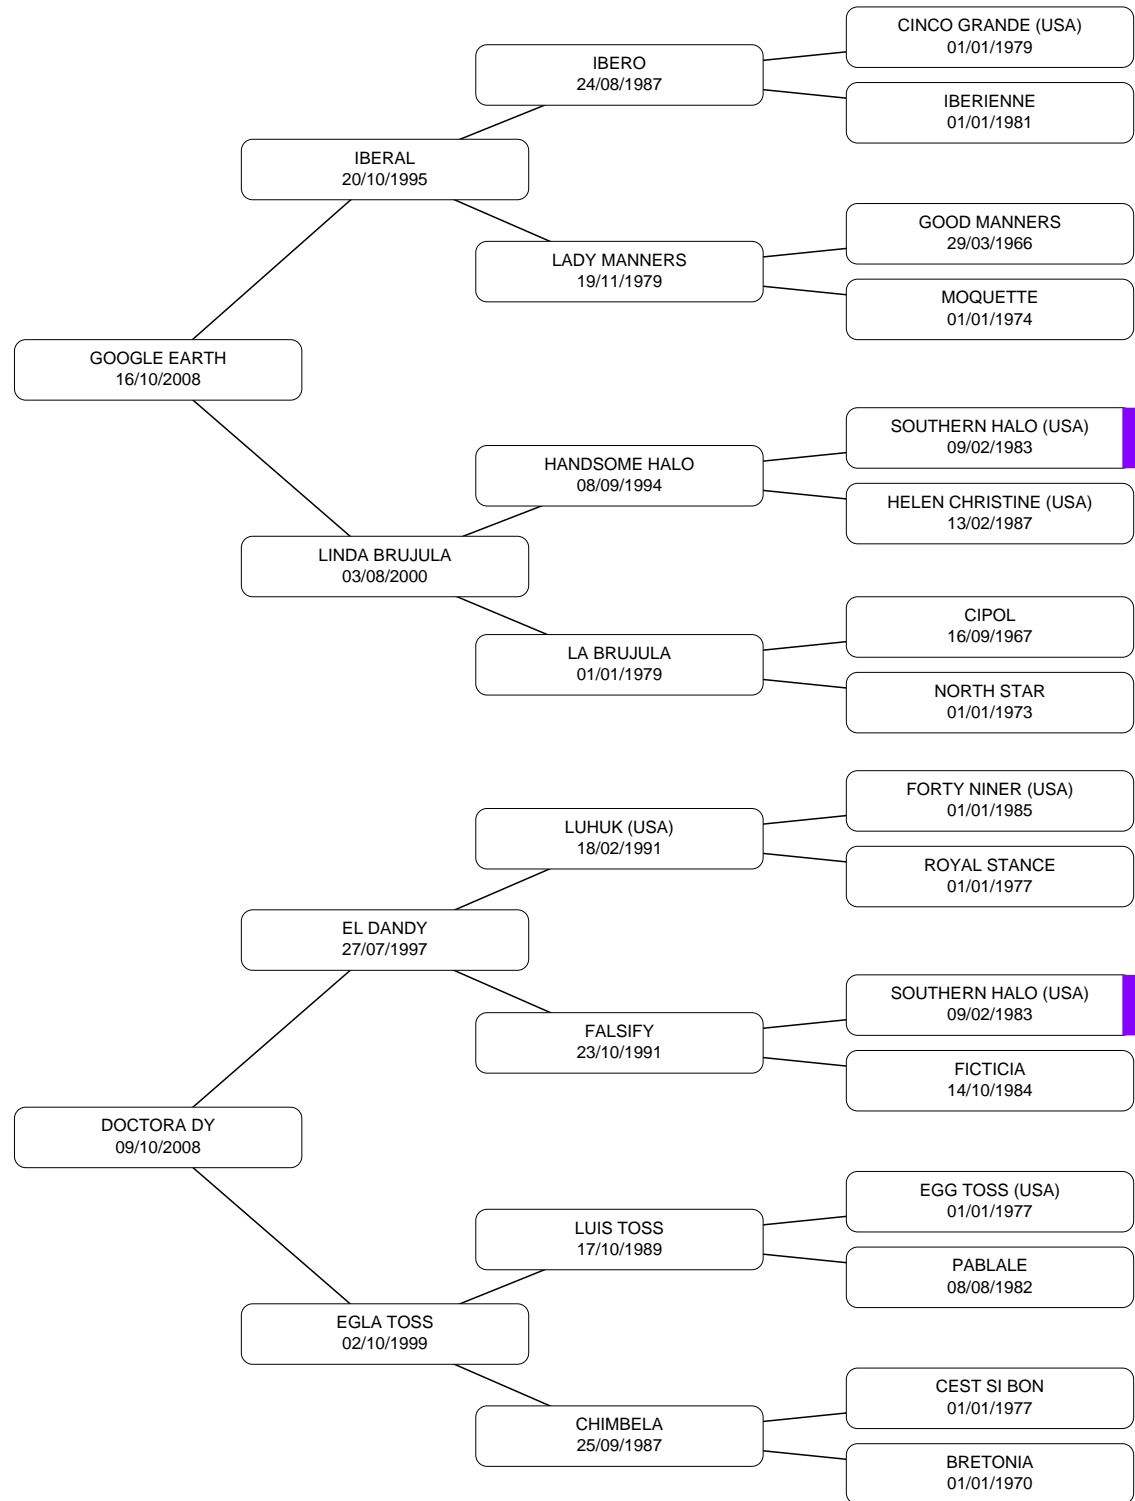 CINCO GRANDE (USA)
01/01/1979
IBERO
24/08/1987
IBERIENNE
01/01/1981
IBERAL
20/10/1995
GOOD MANNERS
29/03/1966
LADY MANNERS
19/11/1979
MOQUETTE
01/01/1974
GOOGLE EARTH
16/10/2008
SOUTHERN HALO (USA)
09/02/1983
HANDSOME HALO
08/09/1994
HELEN CHRISTINE (USA)
13/02/1987
LINDA BRUJULA
03/08/2000
CIPOL
16/09/1967
LA BRUJULA
01/01/1979
NORTH STAR
01/01/1973
FORTY NINER (USA)
01/01/1985
LUHUK (USA)
18/02/1991
ROYAL STANCE
01/01/1977
EL DANDY
27/07/1997
SOUTHERN HALO (USA)
09/02/1983
FALSIFY
23/10/1991
FICTICIA
14/10/1984
DOCTORA DY
09/10/2008
EGG TOSS (USA)
01/01/1977
LUIS TOSS
17/10/1989
PABLALE
08/08/1982
EGLA TOSS
02/10/1999
CEST SI BON
01/01/1977
CHIMBELA
25/09/1987
BRETONIA
01/01/1970